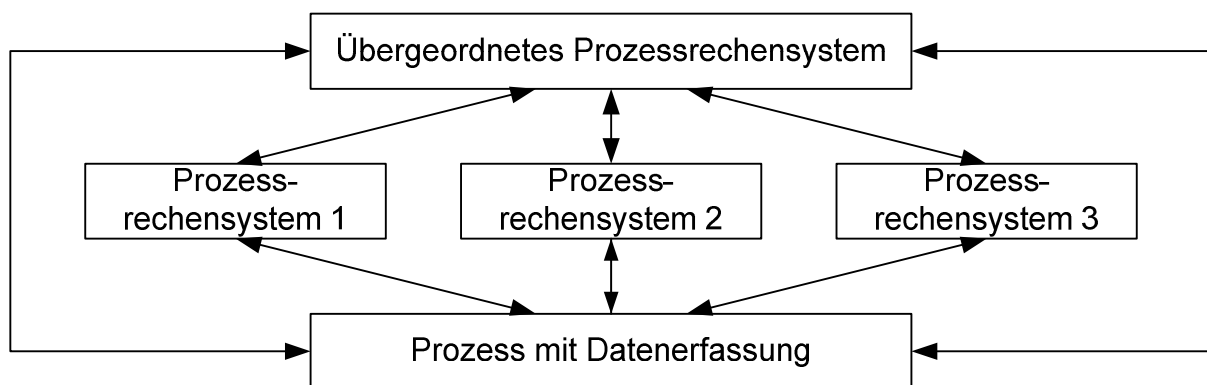 Übergeordnetes Prozessrechensystem
Prozess-
rechensystem 1
Prozess-
rechensystem 2
Prozess-
rechensystem 3
Prozess mit Datenerfassung